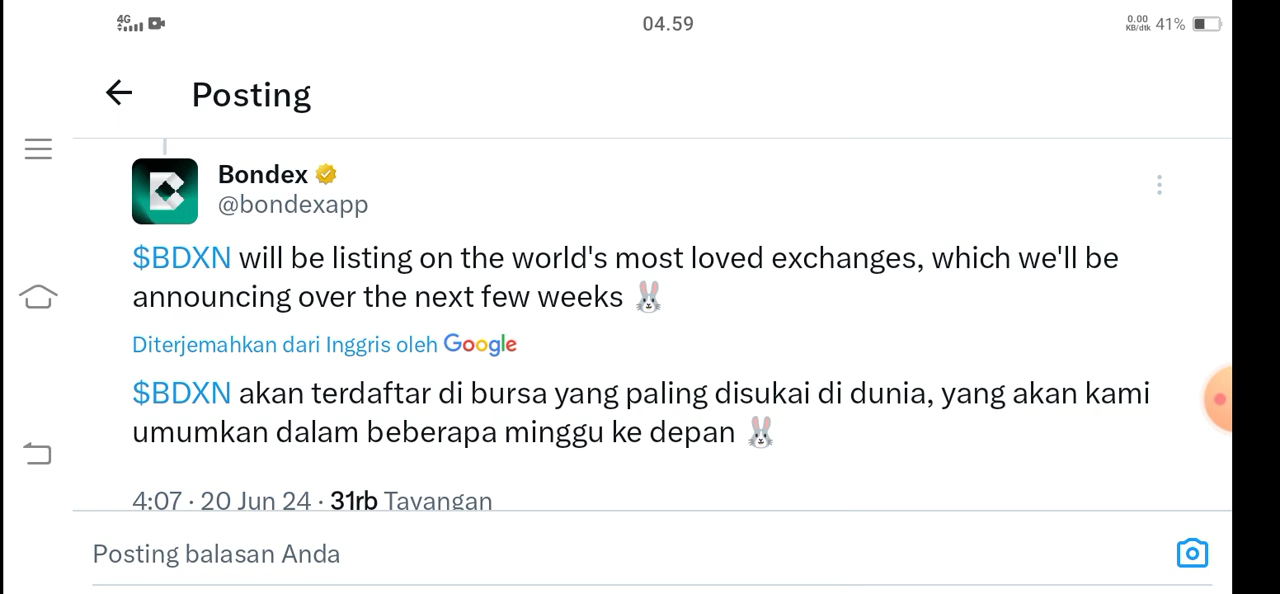 4G
04.59
0.00
KB/dtk
41%
Posting
Bondex
@bondexapp
$BDXN will be listing on the world's most loved exchanges, which we'll be
announcing over the next few weeks 🐰
Diterjemahkan dari Inggris oleh Google
$BDXN akan terdaftar di bursa yang paling disukai di dunia, yang akan kami
umumkan dalam beberapa minggu ke depan 🐰
4:07 · 20 Jun 24 · 31rb Tayangan
Posting balasan Anda